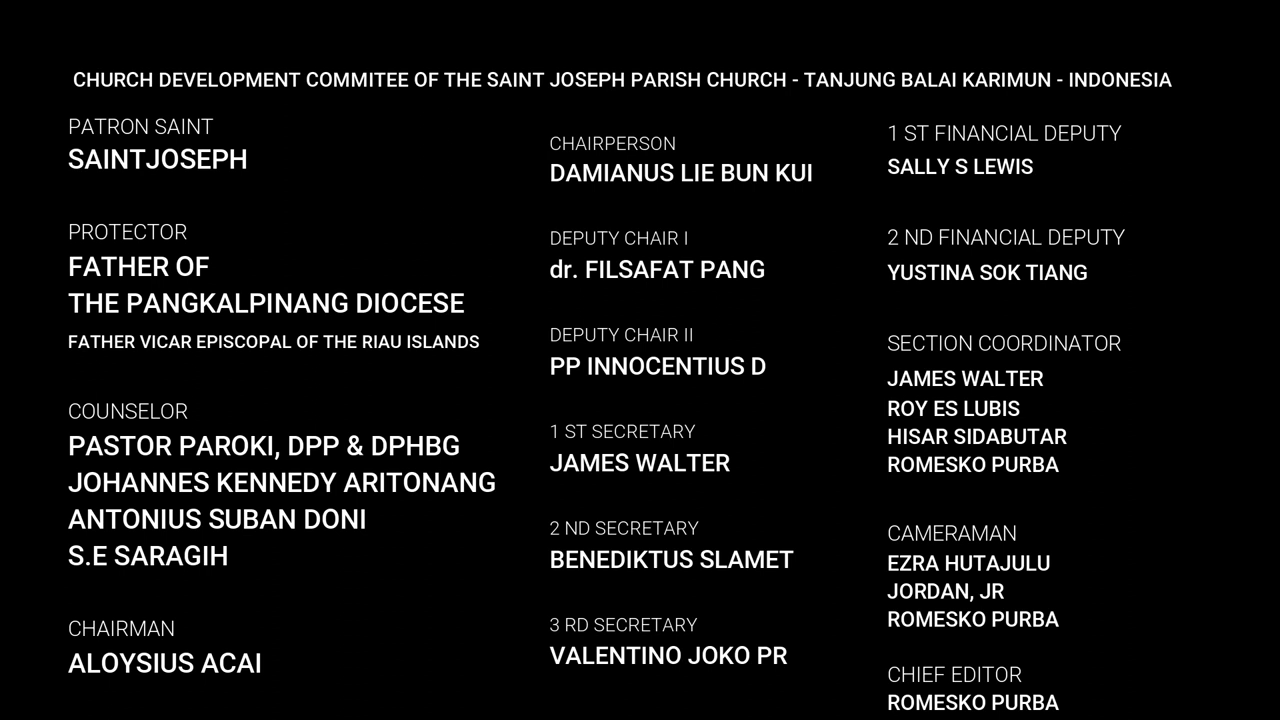 CHURCH DEVELOPMENT COMMITEE OF THE SAINT JOSEPH PARISH CHURCH - TANJUNG BALAI KARIMUN - INDONESIA
PATRON SAINT
SAINTJOSEPH
PROTECTOR
FATHER OF
THE PANGKALPINANG DIOCESE
FATHER VICAR EPISCOPAL OF THE RIAU ISLANDS
COUNSELOR
PASTOR PAROKI, DPP & DPHBG
JOHANNES KENNEDY ARITONANG
ANTONIUS SUBAN DONI
S.E SARAGIH
CHAIRMAN
ALOYSIUS ACAI
CHAIRPERSON
DAMIANUS LIE BUN KUI
DEPUTY CHAIR I
dr. FILSAFAT PANG
DEPUTY CHAIR II
PP INNOCENTIUS D
1 ST SECRETARY
JAMES WALTER
2 ND SECRETARY
BENEDIKTUS SLAMET
3 RD SECRETARY
VALENTINO JOKO PR
1 ST FINANCIAL DEPUTY
SALLY S LEWIS
2 ND FINANCIAL DEPUTY
YUSTINA SOK TIANG
SECTION COORDINATOR
JAMES WALTER
ROY ES LUBIS
HISAR SIDABUTAR
ROMESKO PURBA
CAMERAMAN
EZRA HUTAJULU
JORDAN, JR
ROMESKO PURBA
CHIEF EDITOR
ROMESKO PURBA